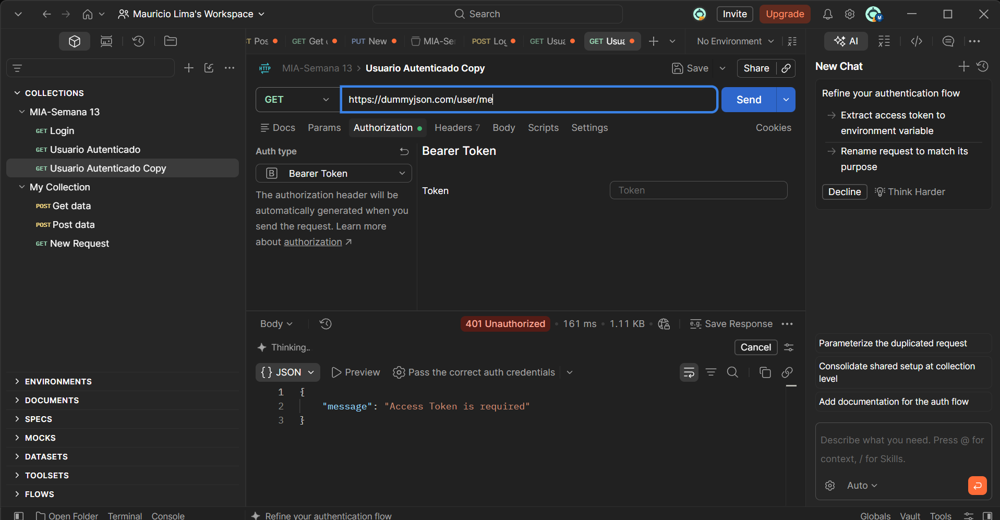 Mauricio Lima's Workspace
Search
Invite
Upgrade
T Pos
GET Get
PUT New
MIA-Se
POST Lo
GET Usua
GET Usua
No Environment
AI
COLLECTIONS
MIA-Semana 13
GET Login
GET Usuario Autenticado
GET Usuario Autenticado Copy
My Collection
POST Get data
POST Post data
GET New Request
ENVIRONMENTS
DOCUMENTS
SPECS
MOCKS
DATASETS
TOOLSETS
FLOWS
HTTP
MIA-Semana 13 > Usuario Autenticado Copy
Save
Share
GET
https://dummyjson.com/user/me
Send
Docs
Params
Authorization
Headers 7
Body
Scripts
Settings
Cookies
Auth type
B Bearer Token
The authorization header will be
automatically generated when you
send the request. Learn more
about authorization
Bearer Token
Token
Token
Body
401 Unauthorized • 161 ms • 1.11 KB
e.g. Save Response
Thinking..
Cancel
{} JSON
Preview
Pass the correct auth credentials
1 {
2 "message": "Access Token is required"
3 }
New Chat
Refine your authentication flow
Extract access token to
environment variable
Rename request to match its
purpose
Decline
Think Harder
Parameterize the duplicated request
Consolidate shared setup at collection
level
Add documentation for the auth flow
Describe what you need. Press @ for
context, / for Skills.
Auto
Open Folder
Terminal
Console
Refine your authentication flow
Globals
Vault
Tools